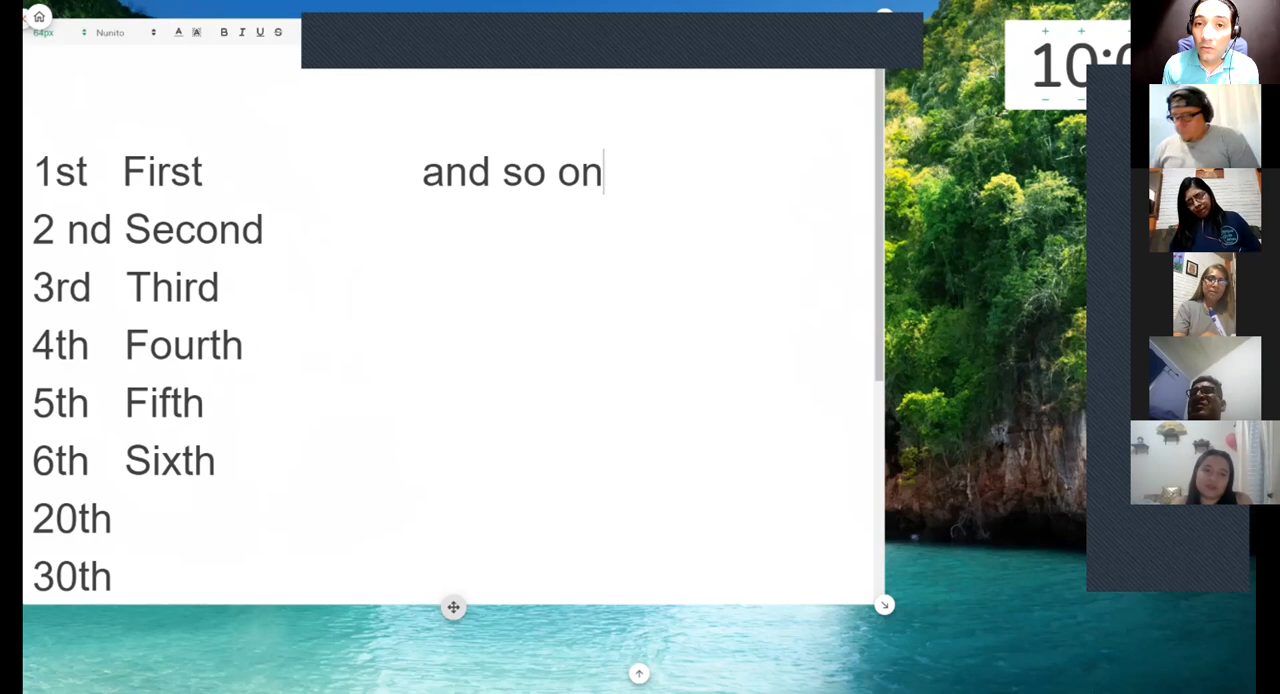 64px Nunito A A B I U S
1st First and so on
2 nd Second
3rd Third
4th Fourth
5th Fifth
6th Sixth
20th
30th